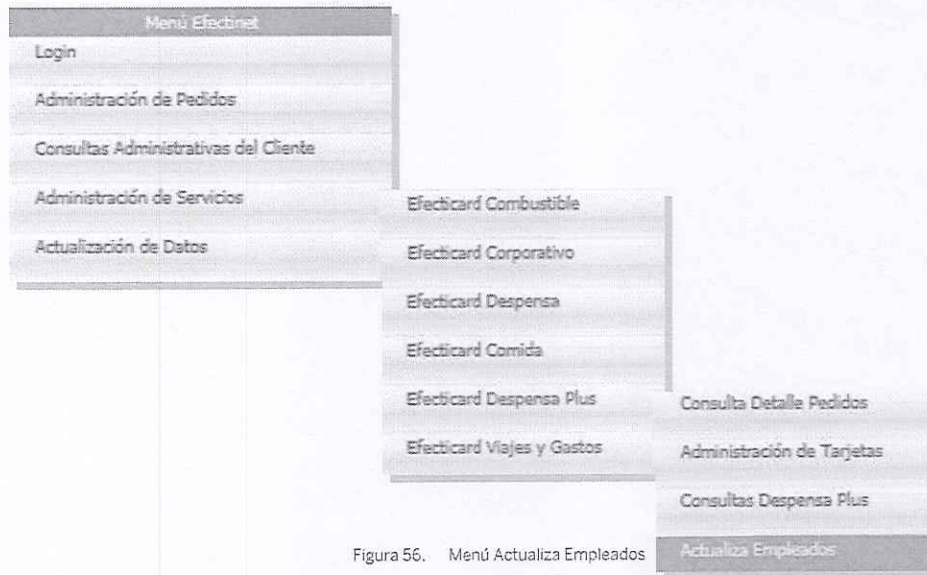 Menú Efectinet
Login
Administración de Pedidos
Consultas Administrativas del Cliente
Administración de Servicios
Actualización de Datos
Efecticard Combustible
Efecticard Corporativo
Efecticard Despensa
Efecticard Comida
Efecticard Despensa Plus
Efecticard Viajes y Gastos
Consulta Detalle Pedidos
Administración de Tarjetas
Consultas Despensa Plus
Actualiza Empleados
Figura 56. Menú Actualiza Empleados